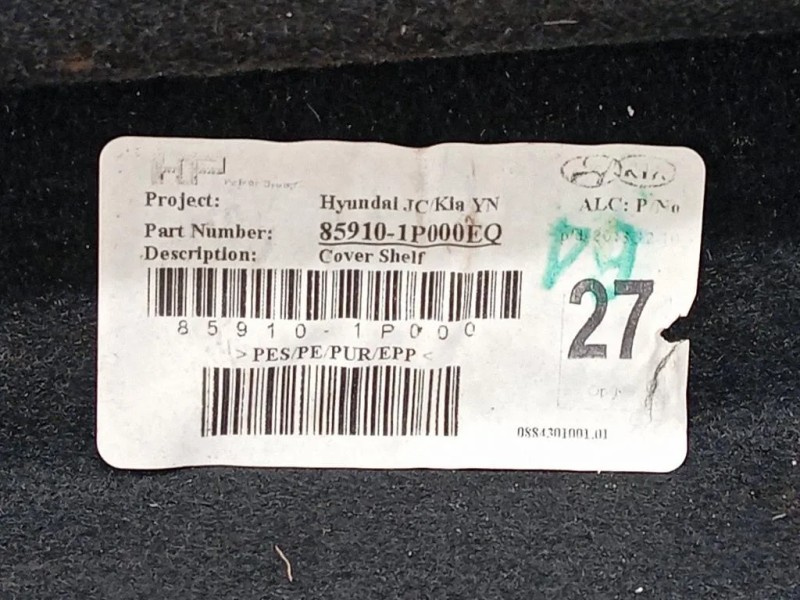 HP
Project: Hyundai JC/Kia YN
ALC: P/No
Part Number: 85910-1P000EQ
Description: Cover Shelf
85910-1P000
27
> PES/PE/PUR/EPP <
0884301001.01